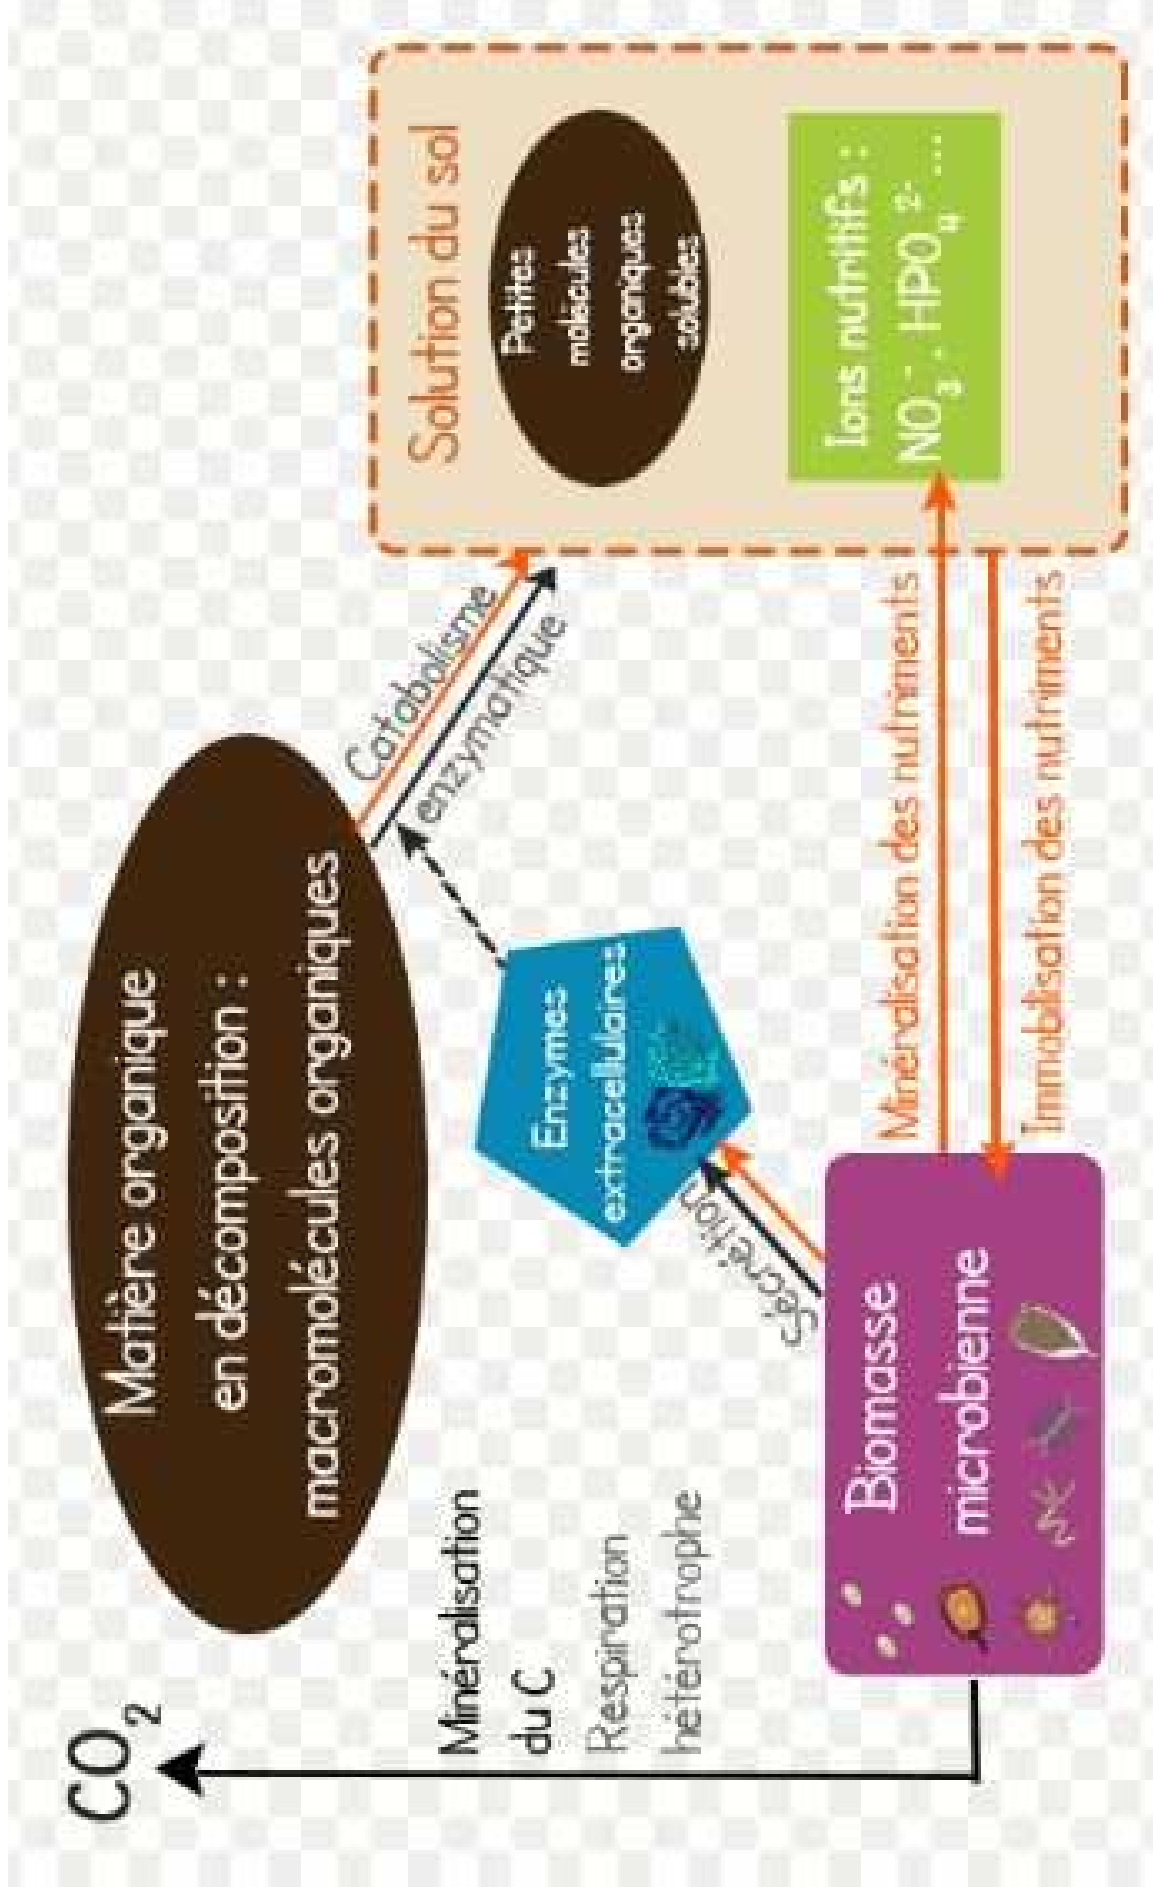 CO2
Matière organique
en décomposition :
macromolécules organiques
Minéralisation
du C
Respiration
hétérotrophe
Enzymes
extracellulaires
Catabolisme
enzymatique
Sécrétion
Solution du sol
Petites
molécules
organiques
solubles
Ions nutritifs :
NO3-, HPO42- ...
Biomasse
microbienne
Minéralisation des nutriments
Immobilisation des nutriments